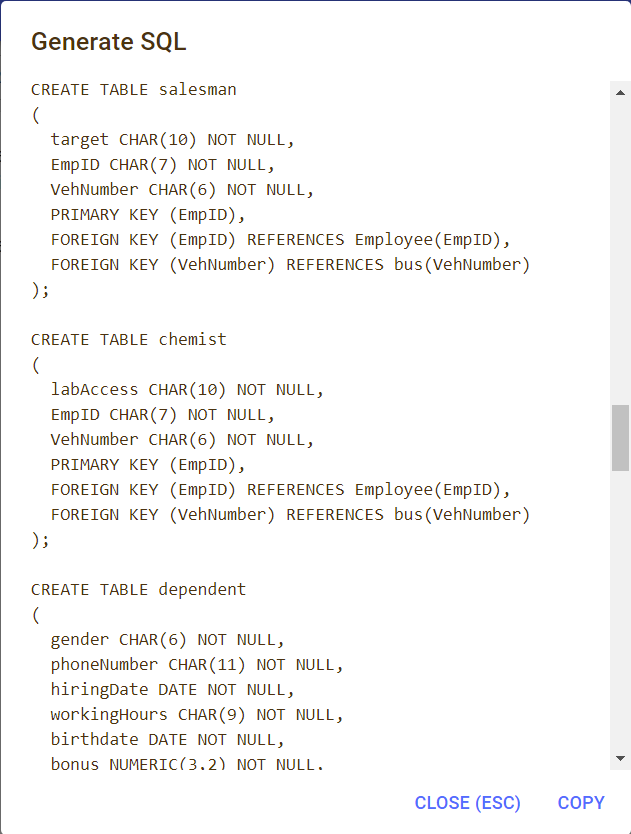 Generate SQL
CREATE TABLE salesman
(
  target CHAR(10) NOT NULL,
  EmpID CHAR(7) NOT NULL,
  VehNumber CHAR(6) NOT NULL,
  PRIMARY KEY (EmpID),
  FOREIGN KEY (EmpID) REFERENCES Employee(EmpID),
  FOREIGN KEY (VehNumber) REFERENCES bus(VehNumber)
);
CREATE TABLE chemist
(
  labAccess CHAR(10) NOT NULL,
  EmpID CHAR(7) NOT NULL,
  VehNumber CHAR(6) NOT NULL,
  PRIMARY KEY (EmpID),
  FOREIGN KEY (EmpID) REFERENCES Employee(EmpID),
  FOREIGN KEY (VehNumber) REFERENCES bus(VehNumber)
);
CREATE TABLE dependent
(
  gender CHAR(6) NOT NULL,
  phoneNumber CHAR(11) NOT NULL,
  hiringDate DATE NOT NULL,
  workingHours CHAR(9) NOT NULL,
  birthdate DATE NOT NULL,
  bonus NUMERIC(3,2) NOT NULL,
CLOSE (ESC) COPY